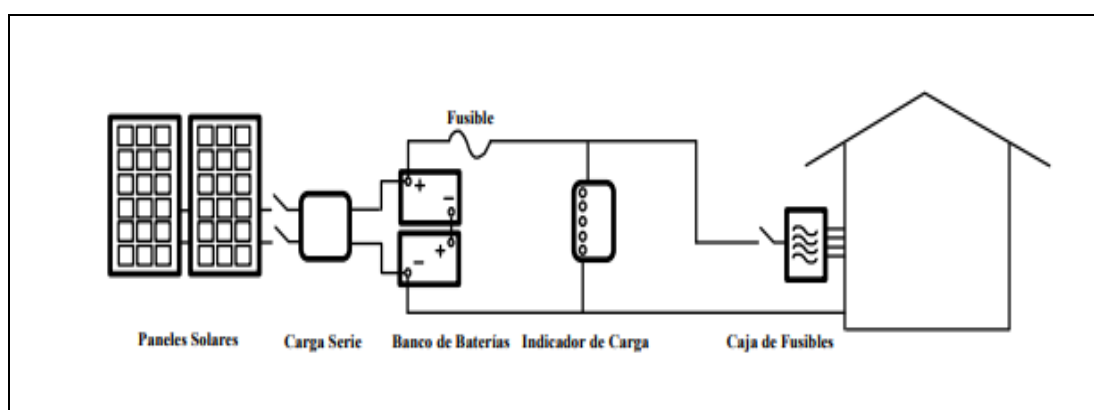 Fusible
+
−
+
−
Paneles Solares
Carga Serie
Banco de Baterías
Indicador de Carga
Caja de Fusibles